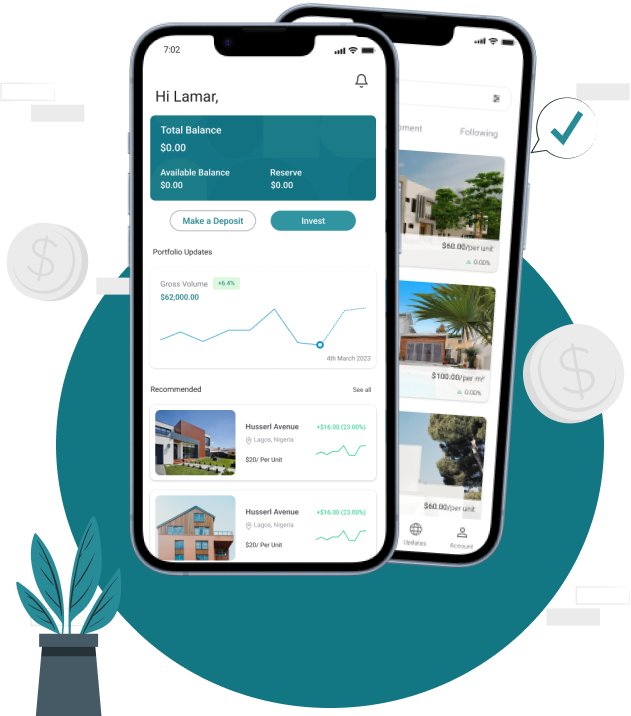 7:02
Hi Lamar,
Total Balance
$0.00
Available Balance
Reserve
$0.00
$0.00
Make a Deposit
Invest
Portfolio Updates
Gross Volume
+6.4%
$62,000.00
4th March 2023
Recommended
See all
Husserl Avenue
+$16.00 (23.00%)
Lagos, Nigeria
$20/ Per Unit
Husserl Avenue
+$16.00 (23.00%)
Lagos, Nigeria
$20/ Per Unit
Following
$60.00/per unit
0.00%
$100.00/per m²
0.00%
$60.00/per unit
Updates
Account
$
$